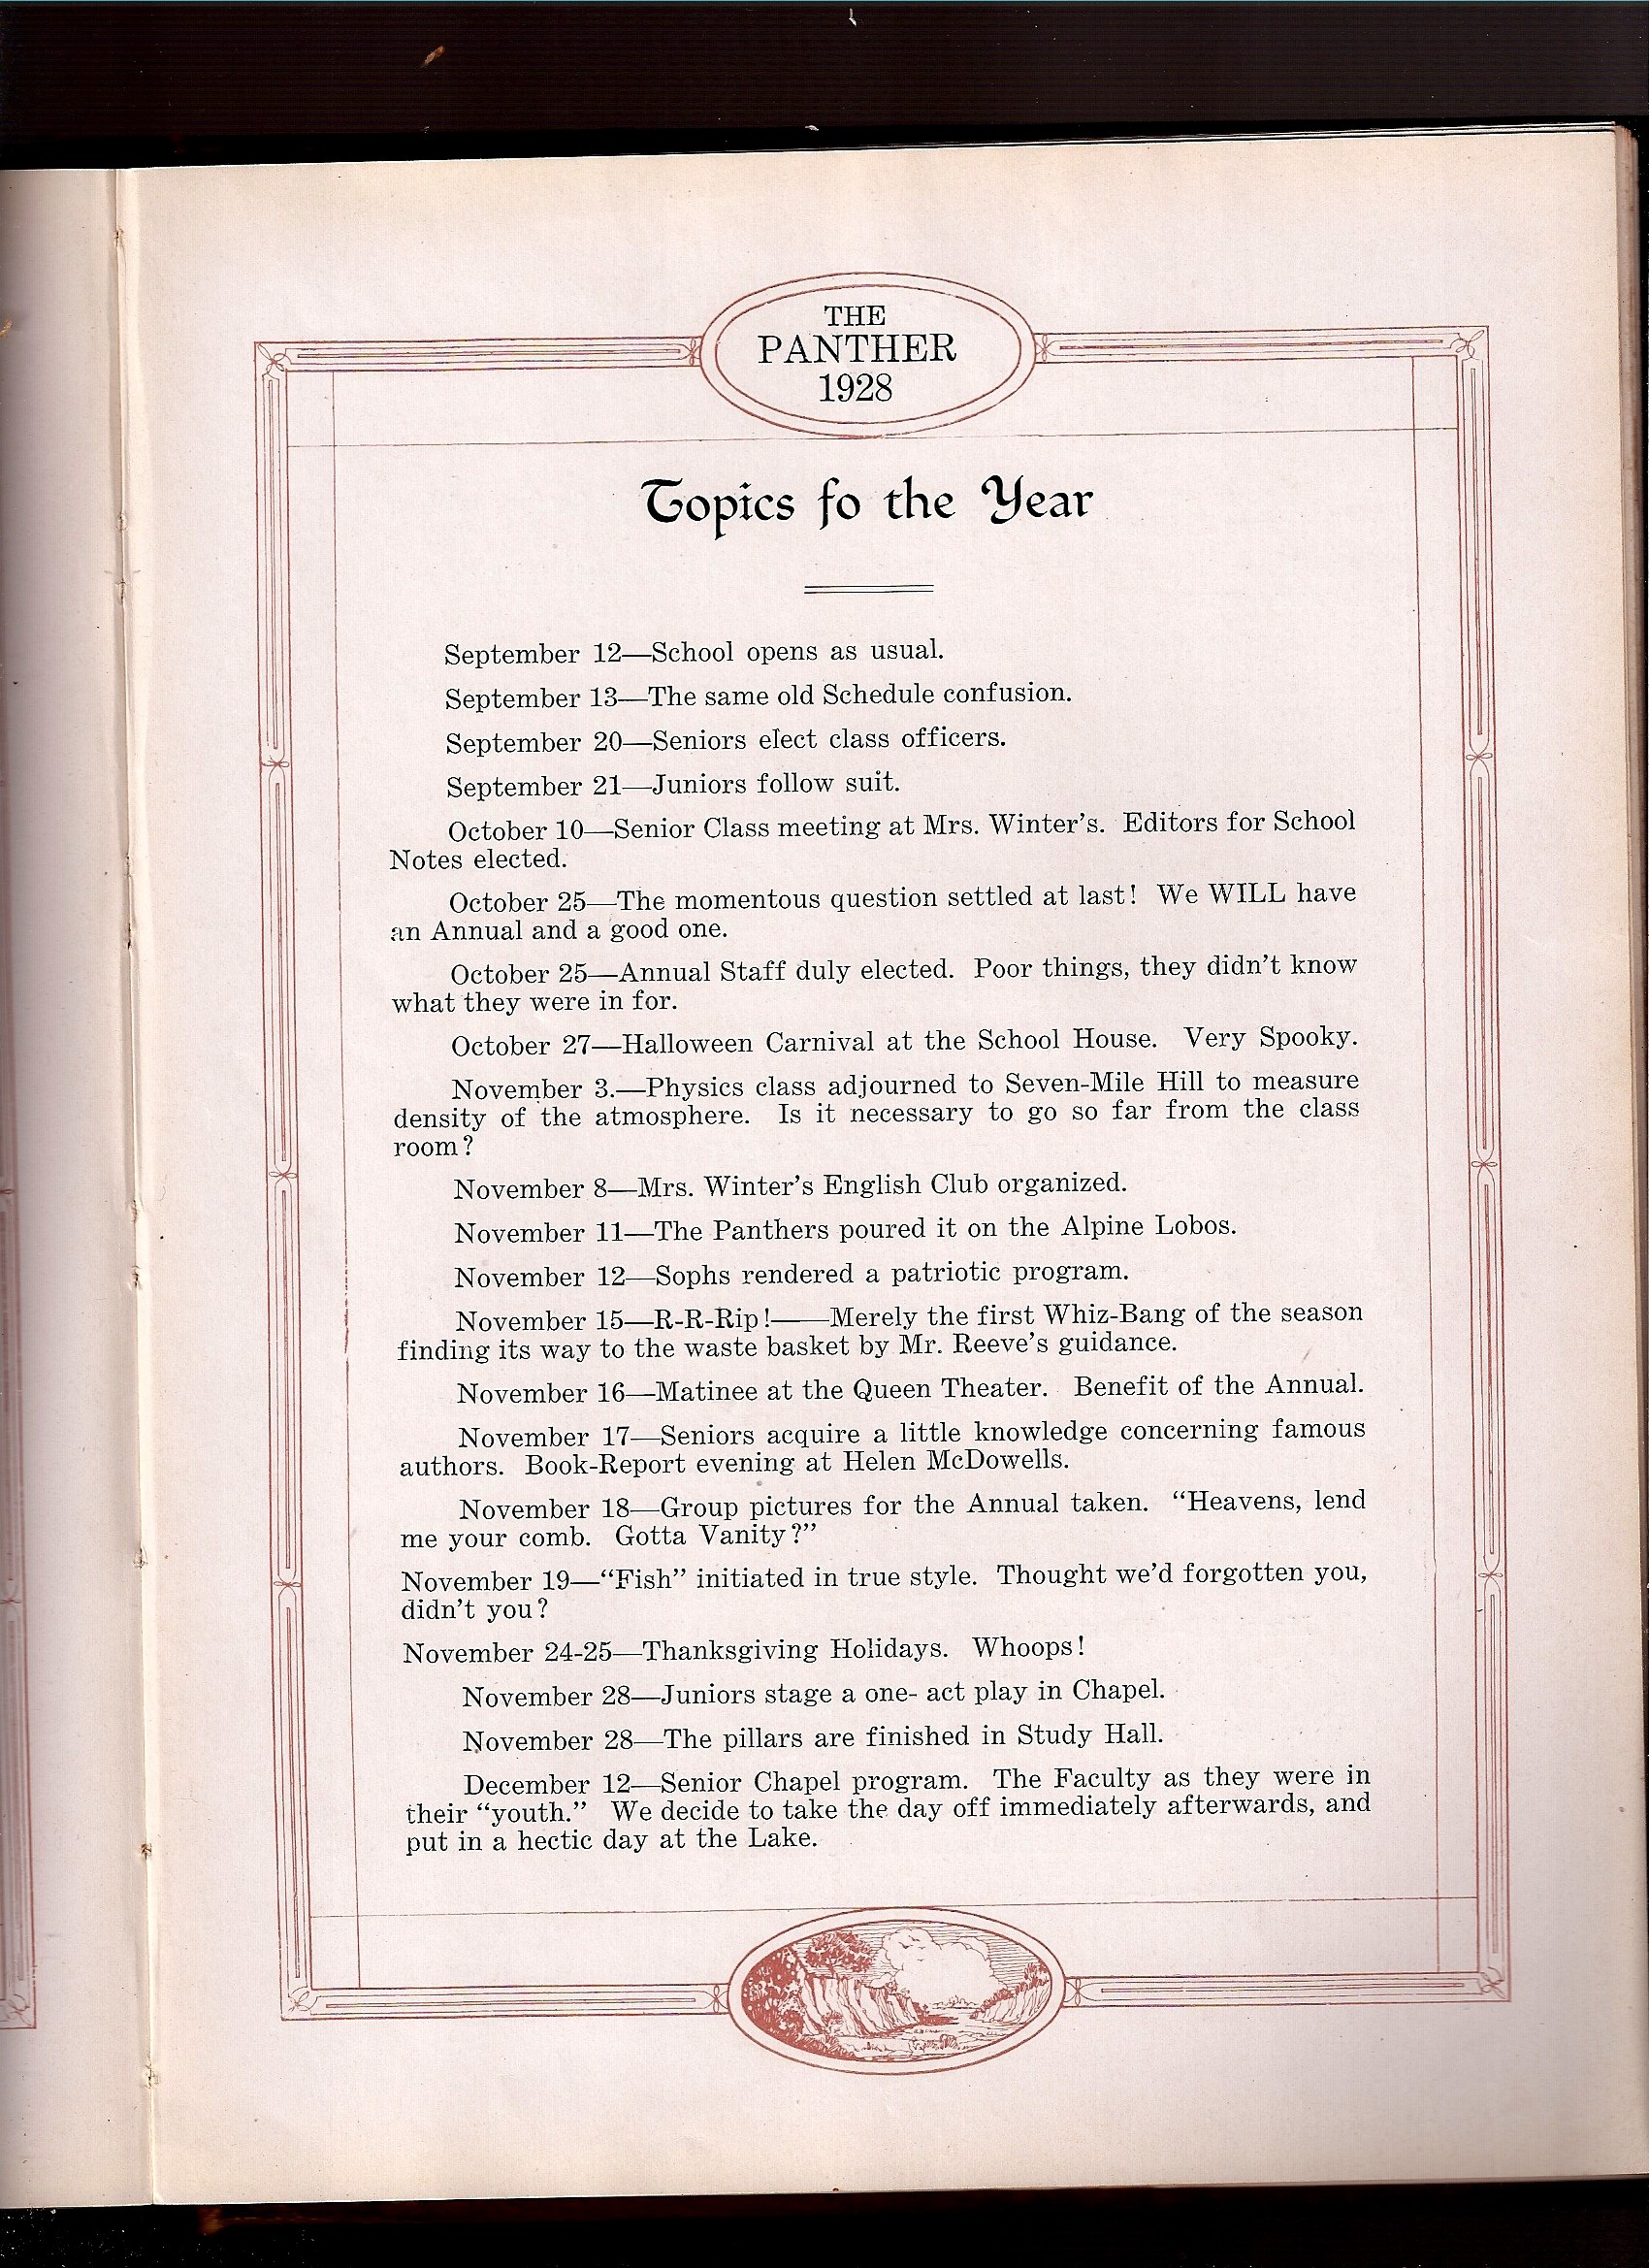 THE
PANTHER
1928
Topics fo the Year
September 12—School opens as usual.
September 13—The same old Schedule confusion.
September 20—Seniors elect class officers.
September 21—Juniors follow suit.
October 10—Senior Class meeting at Mrs. Winter's. Editors for School
Notes elected.
October 25—The momentous question settled at last! We WILL have
an Annual and a good one.
October 25—Annual Staff duly elected. Poor things, they didn't know
what they were in for.
October 27—Halloween Carnival at the School House. Very Spooky.
November 3.—Physics class adjourned to Seven-Mile Hill to measure
density of the atmosphere. Is it necessary to go so far from the class
room?
November 8—Mrs. Winter's English Club organized.
November 11—The Panthers poured it on the Alpine Lobos.
November 12—Sophs rendered a patriotic program.
November 15—R-R-Rip!——Merely the first Whiz-Bang of the season
finding its way to the waste basket by Mr. Reeve's guidance.
November 16—Matinee at the Queen Theater. Benefit of the Annual.
November 17—Seniors acquire a little knowledge concerning famous
authors. Book-Report evening at Helen McDowells.
November 18—Group pictures for the Annual taken. "Heavens, lend
me your comb. Gotta Vanity?"
November 19—"Fish" initiated in true style. Thought we'd forgotten you,
didn't you?
November 24-25—Thanksgiving Holidays. Whoops!
November 28—Juniors stage a one- act play in Chapel.
November 28—The pillars are finished in Study Hall.
December 12—Senior Chapel program. The Faculty as they were in
their "youth." We decide to take the day off immediately afterwards, and
put in a hectic day at the Lake.